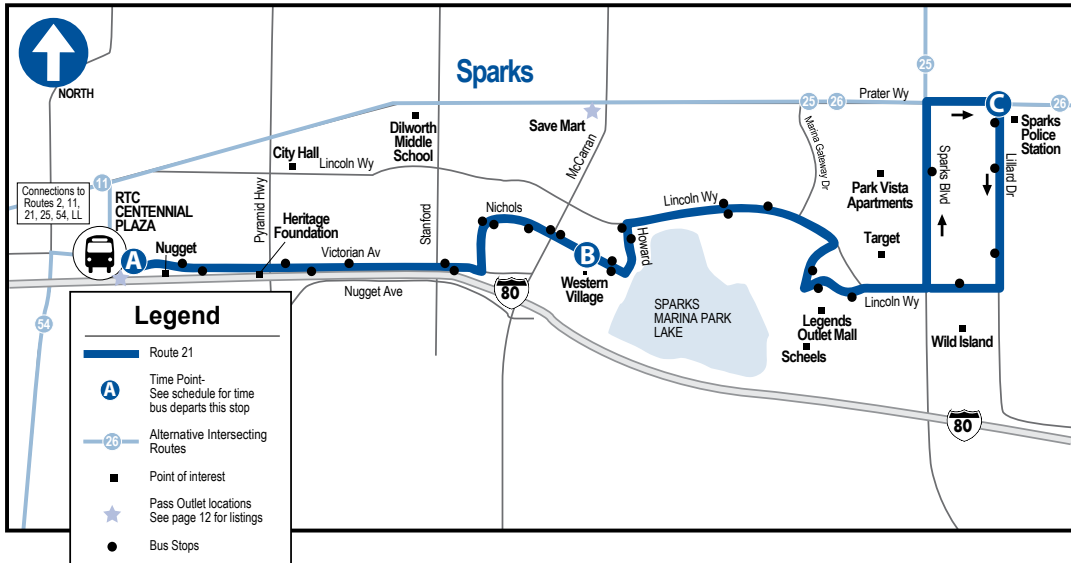 NORTH
Sparks
25
25
26
Prater Wy
C
26
Sparks
Police
Station
Save Mart
McCarran
Dilworth
Middle
School
City Hall
Lincoln Wy
Marina Gateway Dr
Sparks Blvd
Lillard Dr
Connections to
Routes 2, 11,
21, 25, 54, LL
11
RTC
CENTENNIAL
PLAZA
Pyramid Hwy
Park Vista
Apartments
Lincoln Wy
Nichols
Stanford
Howard
Heritage
Foundation
Nugget
Victorian Av
Target
A
B
Western
Village
Nugget Ave
80
SPARKS
MARINA PARK
LAKE
Lincoln Wy
Legends
Outlet Mall
Scheels
Wild Island
54
80
Legend
Route 21
A
Time Point-
See schedule for time
bus departs this stop
26
Alternative Intersecting
Routes
Point of interest
Pass Outlet locations
See page 12 for listings
Bus Stops